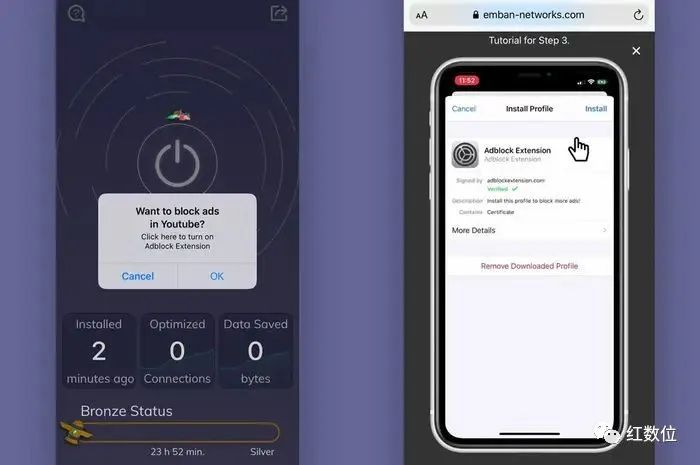 Want to block ads
in Youtube?
Click here to turn on
Adblock Extension
Cancel
OK
Installed
2
minutes ago
Optimized
0
Connections
Data Saved
0
bytes
Bronze Status
23 h 52 min.
Silver
AA
emban-networks.com
Tutorial for Step 3.
11:52
Cancel
Install Profile
Install
Adblock Extension
Adblock Extension
Signed by adblockextension.com
Verified
Description Install this profile to block more ads!
Contains Certificate
More Details
Remove Downloaded Profile
红数位